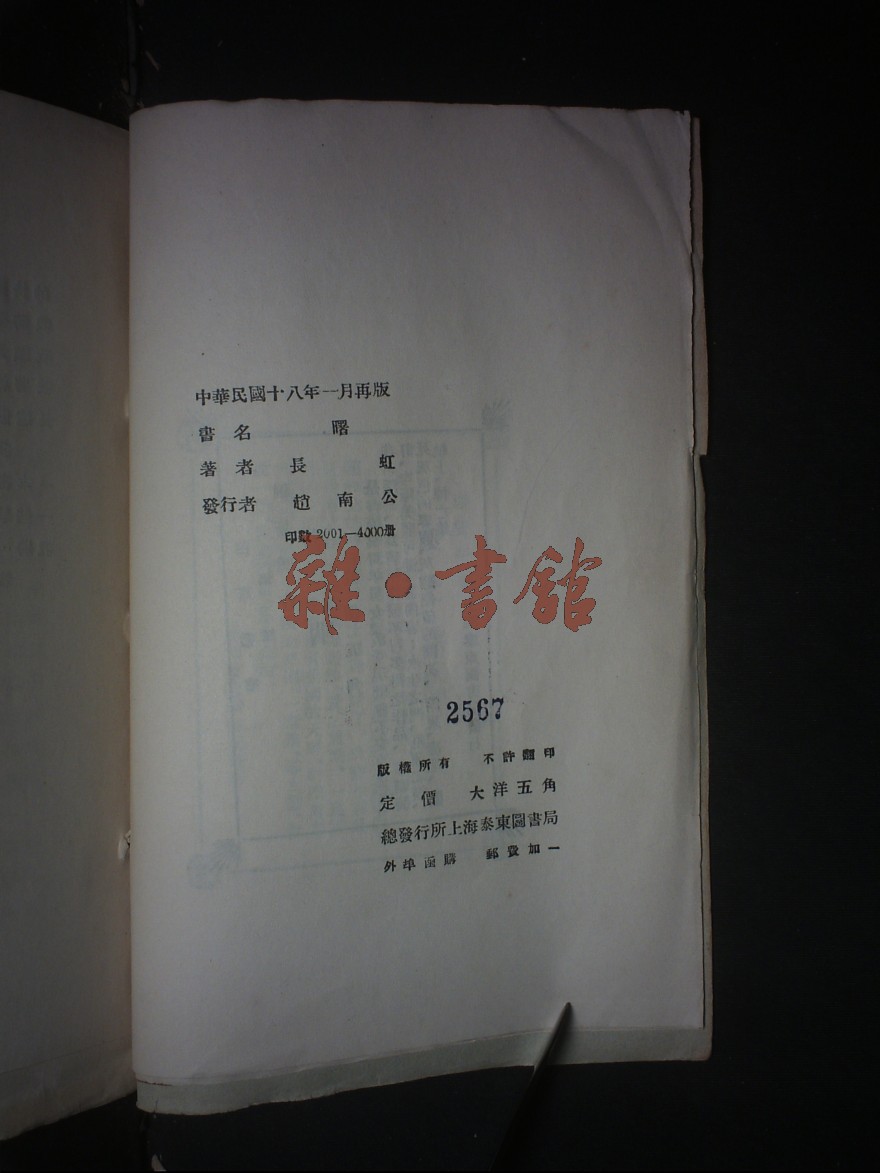 中華民國十八年一月再版
書名 曙
著者 長虹
發行者 趙南公
印數 2001—4000册
雜·書館
2567
版權所有 不許翻印
定價 大洋五角
總發行所上海泰東圖書局
外埠函購 郵費加一